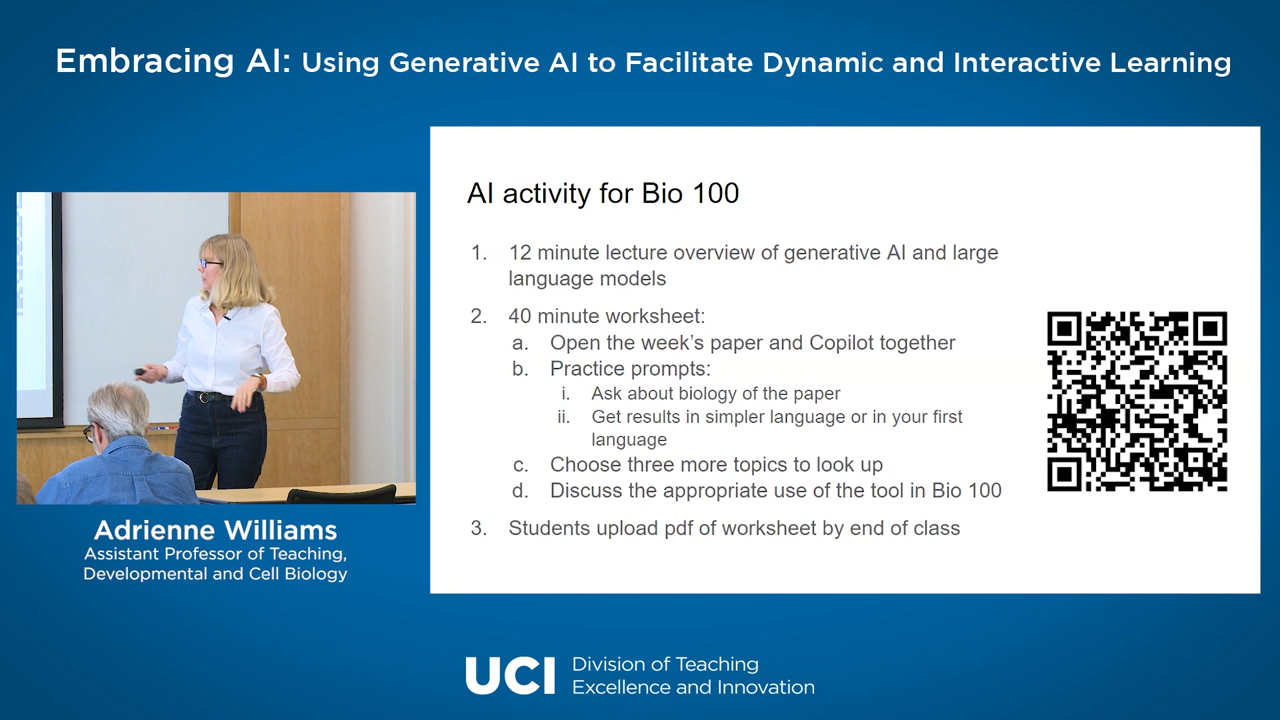 Embracing AI: Using Generative AI to Facilitate Dynamic and Interactive Learning
AI activity for Bio 100
1. 12 minute lecture overview of generative AI and large
language models
2. 40 minute worksheet:
a. Open the week's paper and Copilot together
b. Practice prompts:
i. Ask about biology of the paper
ii. Get results in simpler language or in your first
language
c. Choose three more topics to look up
d. Discuss the appropriate use of the tool in Bio 100
3. Students upload pdf of worksheet by end of class
Adrienne Williams
Assistant Professor of Teaching,
Developmental and Cell Biology
UCI Division of Teaching
Excellence and Innovation